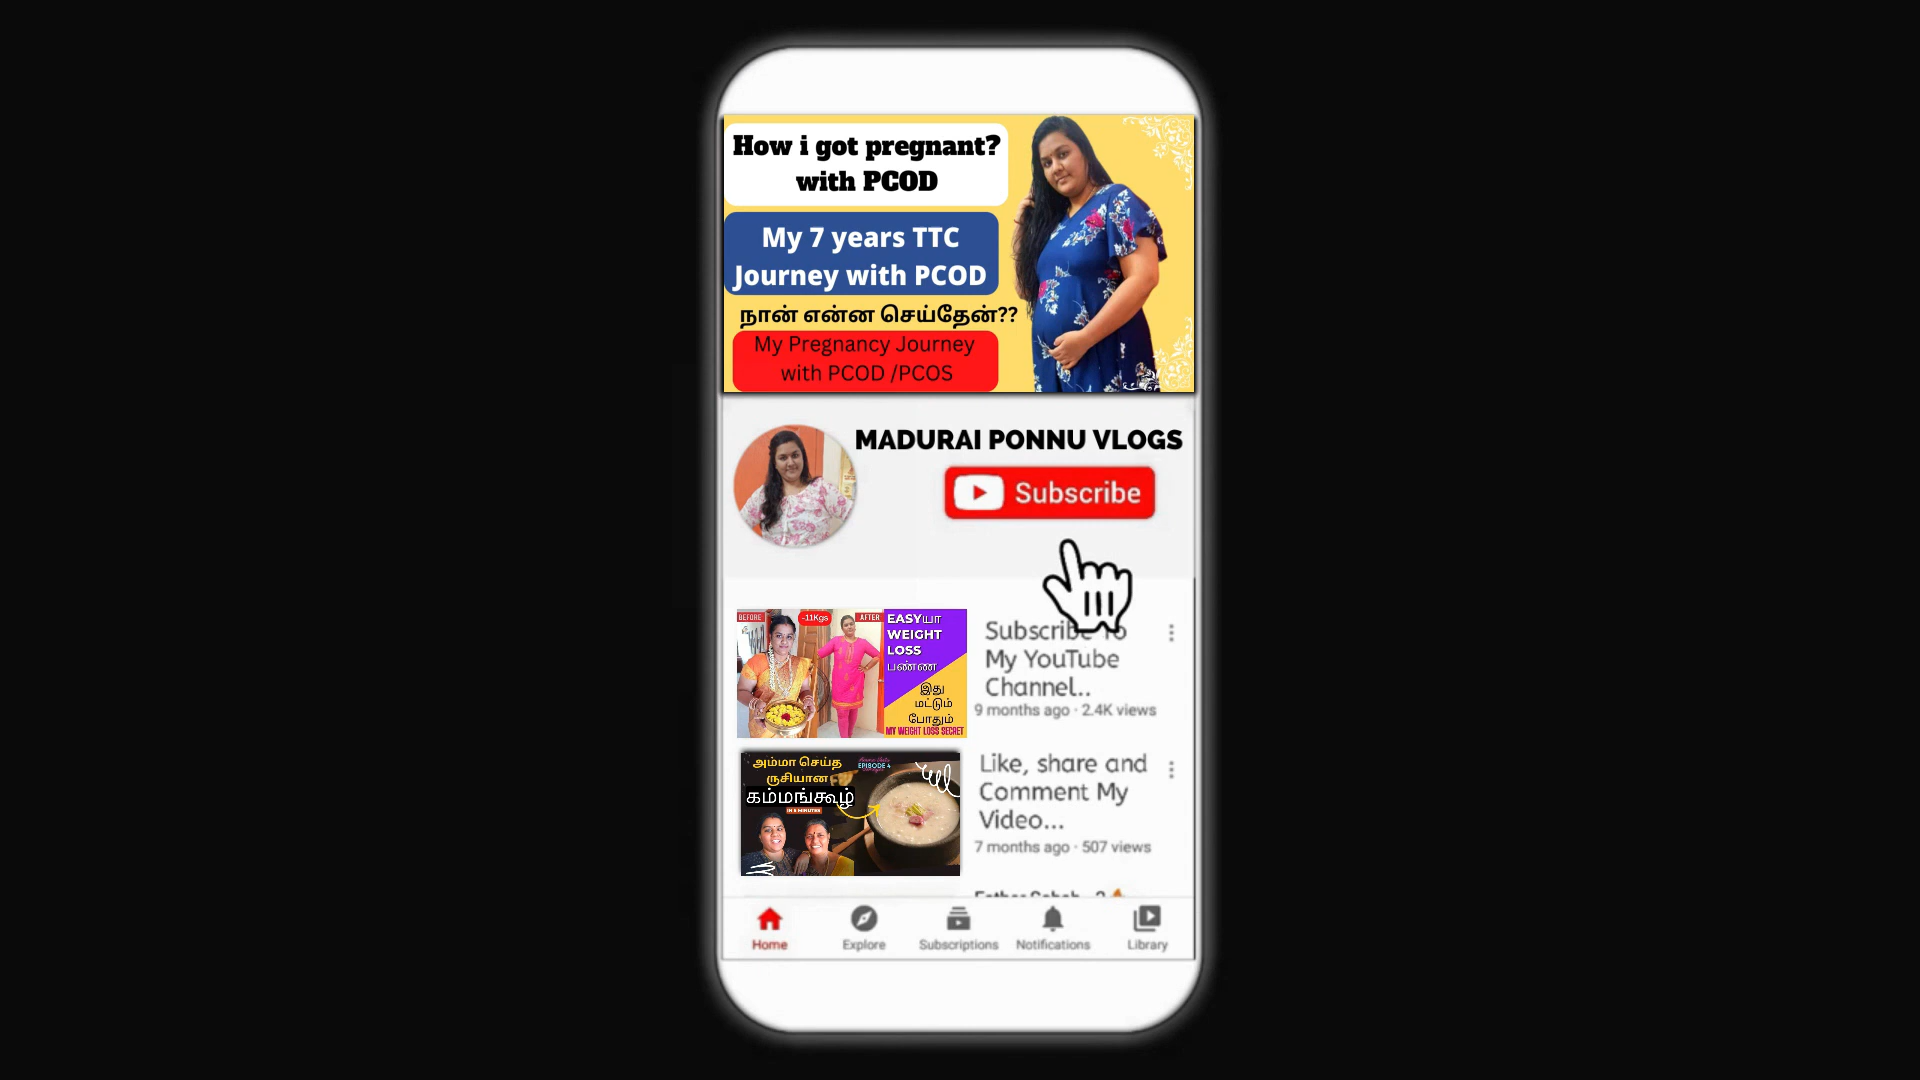 How i got pregnant?
with PCOD
My 7 years TTC
Journey with PCOD
நான் என்ன செய்தேன்??
My Pregnancy Journey
with PCOD /PCOS
MADURAI PONNU VLOGS
Subscribe
BEFORE
-11Kgs
AFTER
EASYயா
WEIGHT
LOSS
பண்ண
இது
மட்டும்
போதும்
MY WEIGHT LOSS SECRET
Subscribe To
My YouTube
Channel..
9 months ago · 2.4K views
அம்மா செய்த
ருசியான
கம்மங்கூழ்
IN 5 MINUTES
EPISODE 4
Like, share and
Comment My
Video...
7 months ago · 507 views
Home
Explore
Subscriptions
Notifications
Library